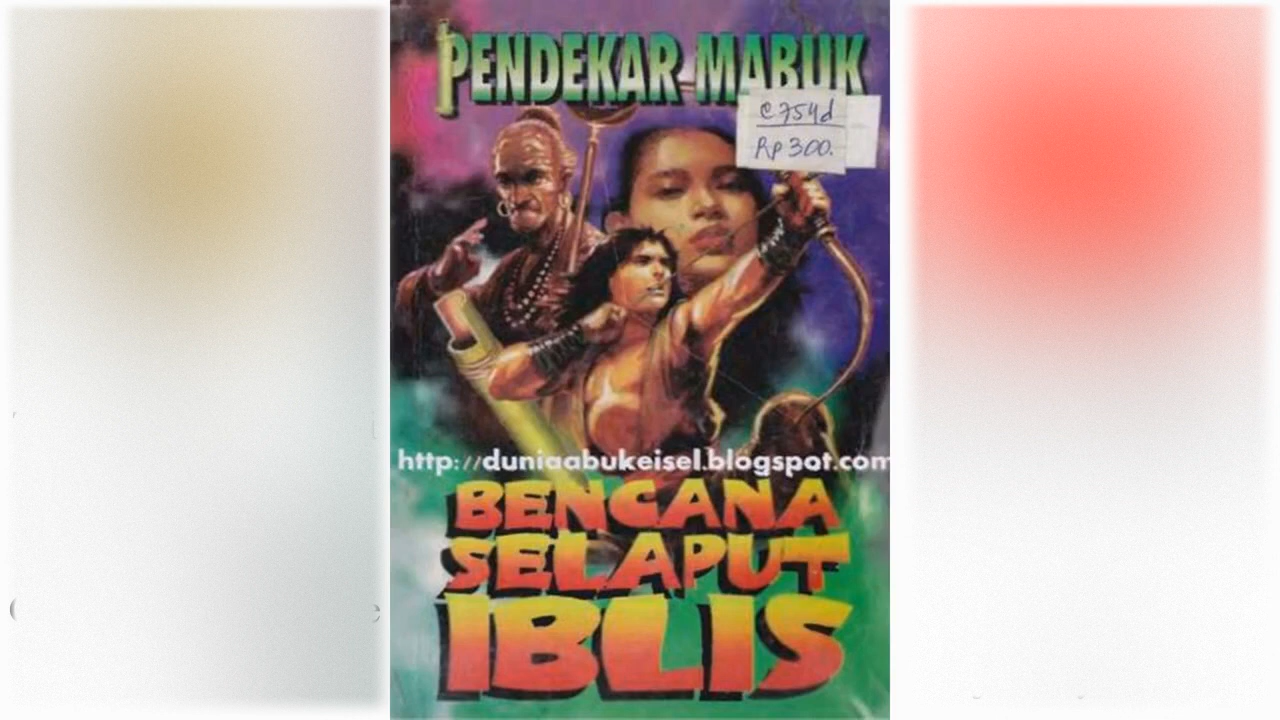 PENDEKAR MABUK
C754d
Rp 300.
http://duniaabukeisel.blogspot.com
BENCANA
SELAPUT
IBLIS